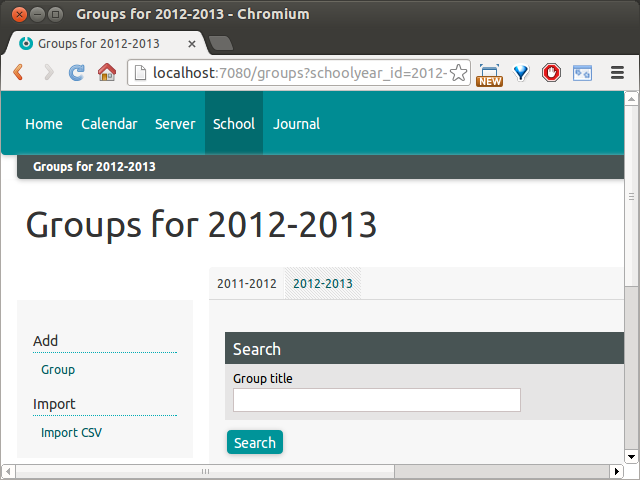 Groups for 2012-2013 - Chromium
Groups for 2012-2013
localhost:7080/groups?schoolyear_id=2012-
NEW
Home Calendar Server School Journal
Groups for 2012-2013
Groups for 2012-2013
2011-2012 2012-2013
Add
Group
Import
Import CSV
Search
Group title
Search